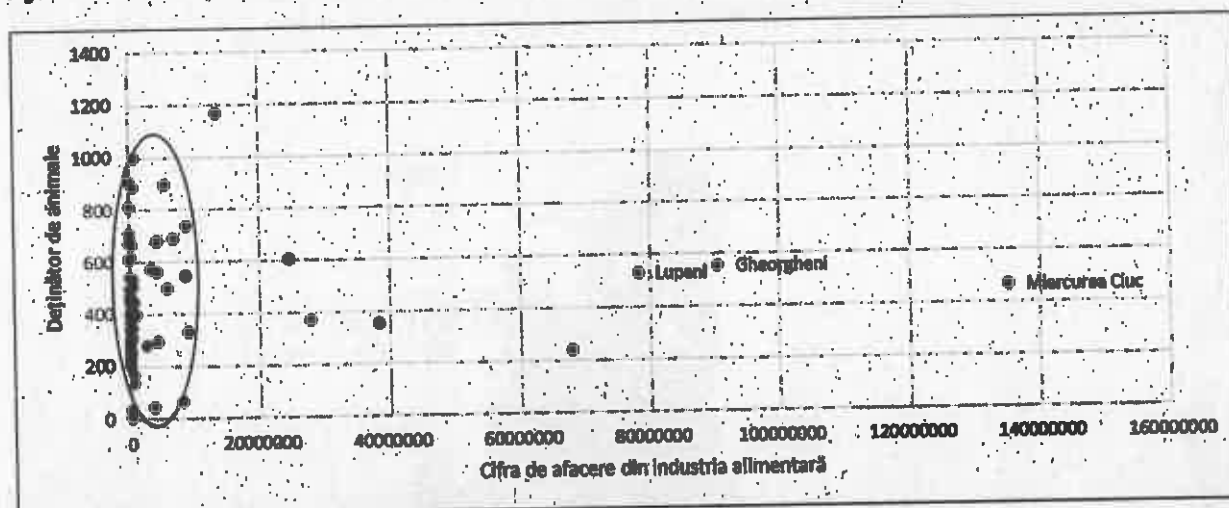 1400
1200
1000
800
600
400
200
0
Deținător de animale
Lupeni
Gheorgheni
Miercurea Ciuc
0 20000000 40000000 60000000 80000000 100000000 120000000 140000000 160000000
Cifra de afacere din industria alimentară